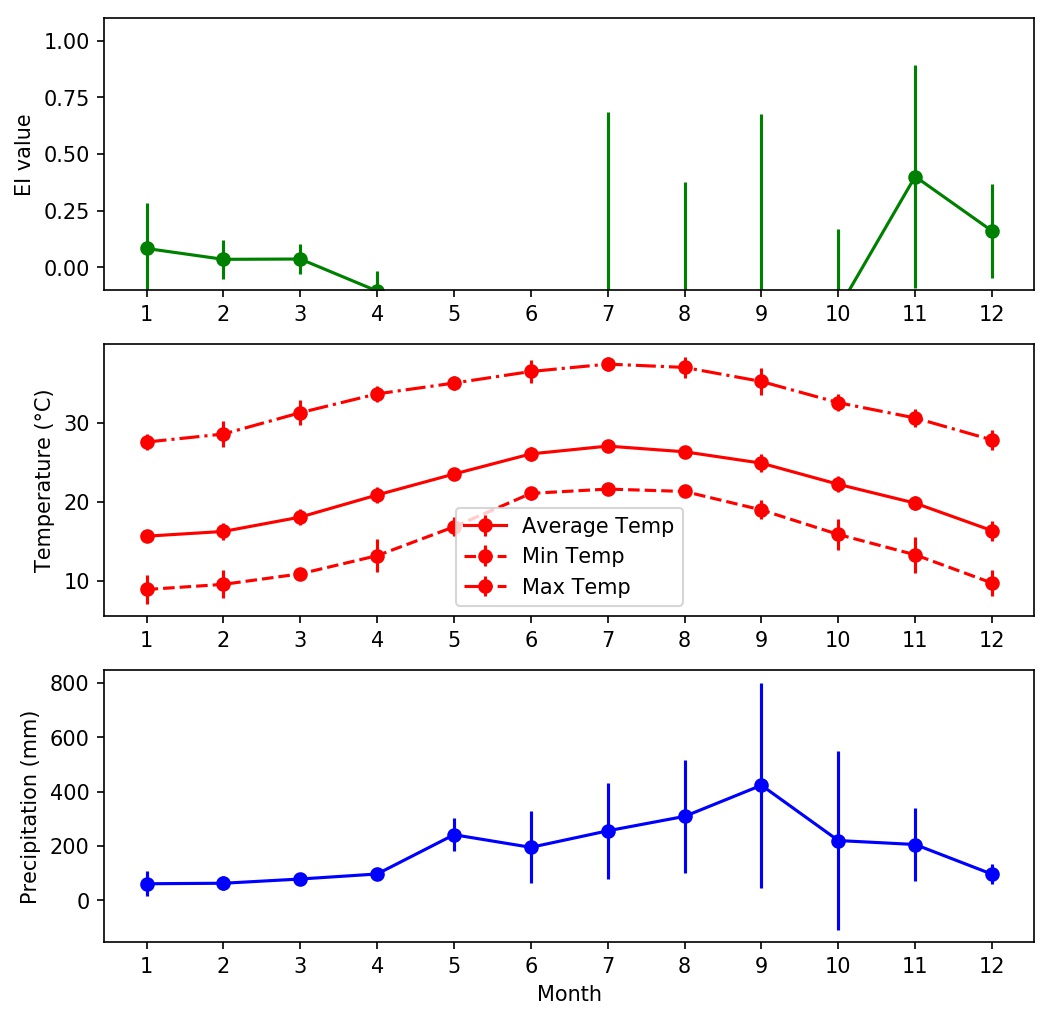 EI value
1.00
0.75
0.50
0.25
0.00
1 2 3 4 5 6 7 8 9 10 11 12
Temperature (°C)
30
20
10
Average Temp
Min Temp
Max Temp
1 2 3 4 5 6 7 8 9 10 11 12
Precipitation (mm)
800
600
400
200
0
1 2 3 4 5 6 7 8 9 10 11 12
Month